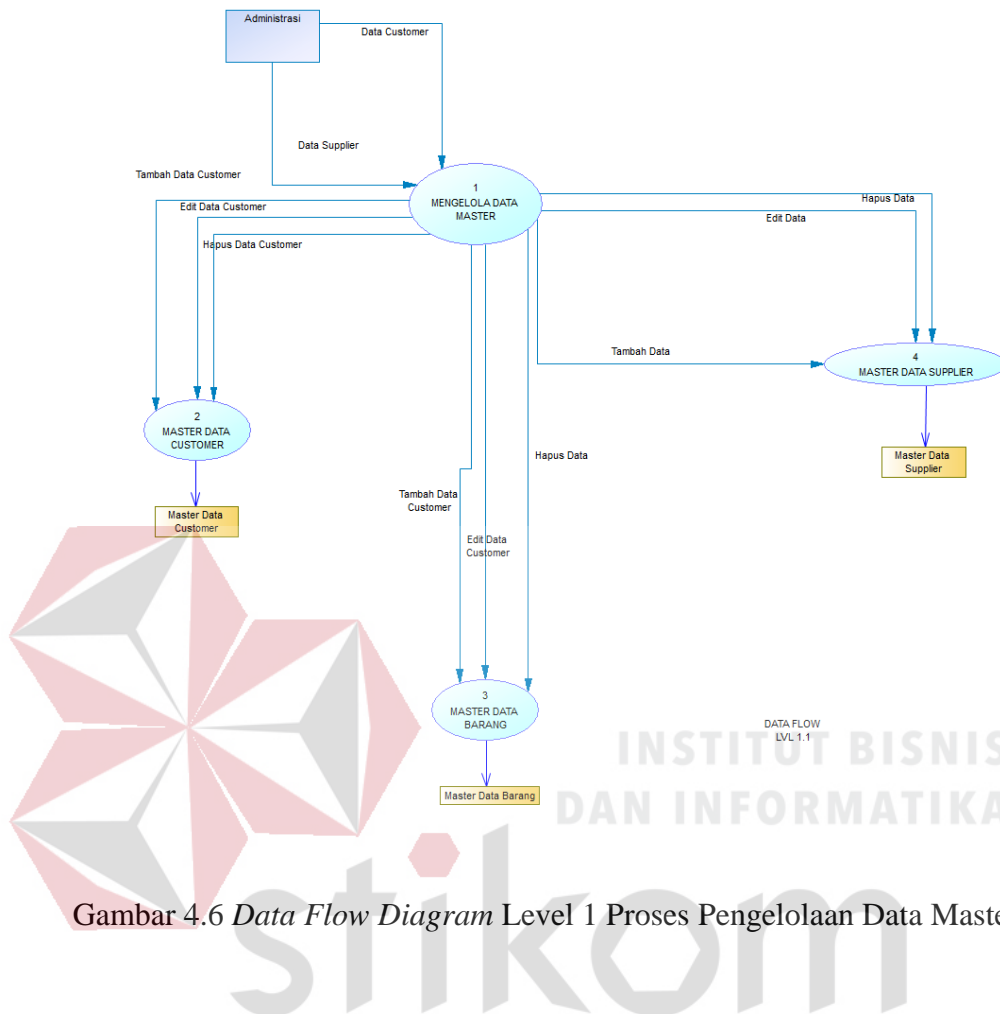 Administrasi
Data Customer
Data Supplier
Tambah Data Customer
Edit Data Customer
Hapus Data Customer
1
MENGELOLA DATA
MASTER
Hapus Data
Edit Data
Tambah Data
4
MASTER DATA SUPPLIER
Master Data
Supplier
2
MASTER DATA
CUSTOMER
Master Data
Customer
Hapus Data
Tambah Data
Customer
Edit Data
Customer
3
MASTER DATA
BARANG
Master Data Barang
DATA FLOW
LVL 1.1
INSTITUT BISNIS
DAN INFORMATIKA
stikom
Gambar 4.6 Data Flow Diagram Level 1 Proses Pengelolaan Data Maste